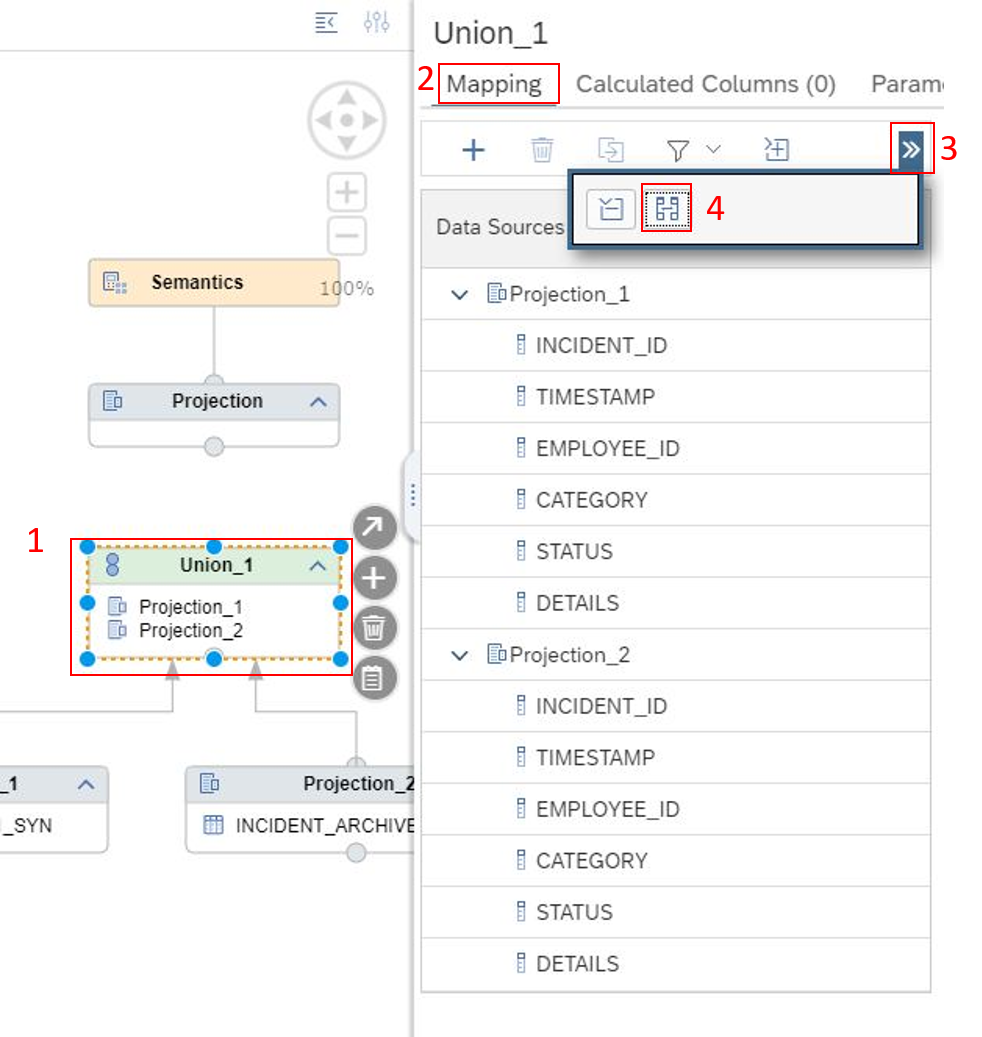 Union_1
2 Mapping Calculated Columns (0) Param
3
4
Data Sources
Semantics
100%
Projection_1
INCIDENT_ID
TIMESTAMP
Projection
EMPLOYEE_ID
CATEGORY
1
STATUS
Union_1
DETAILS
Projection_1
Projection_2
Projection_2
INCIDENT_ID
TIMESTAMP
_1
Projection_2
EMPLOYEE_ID
_SYN
INCIDENT_ARCHIVE
CATEGORY
STATUS
DETAILS